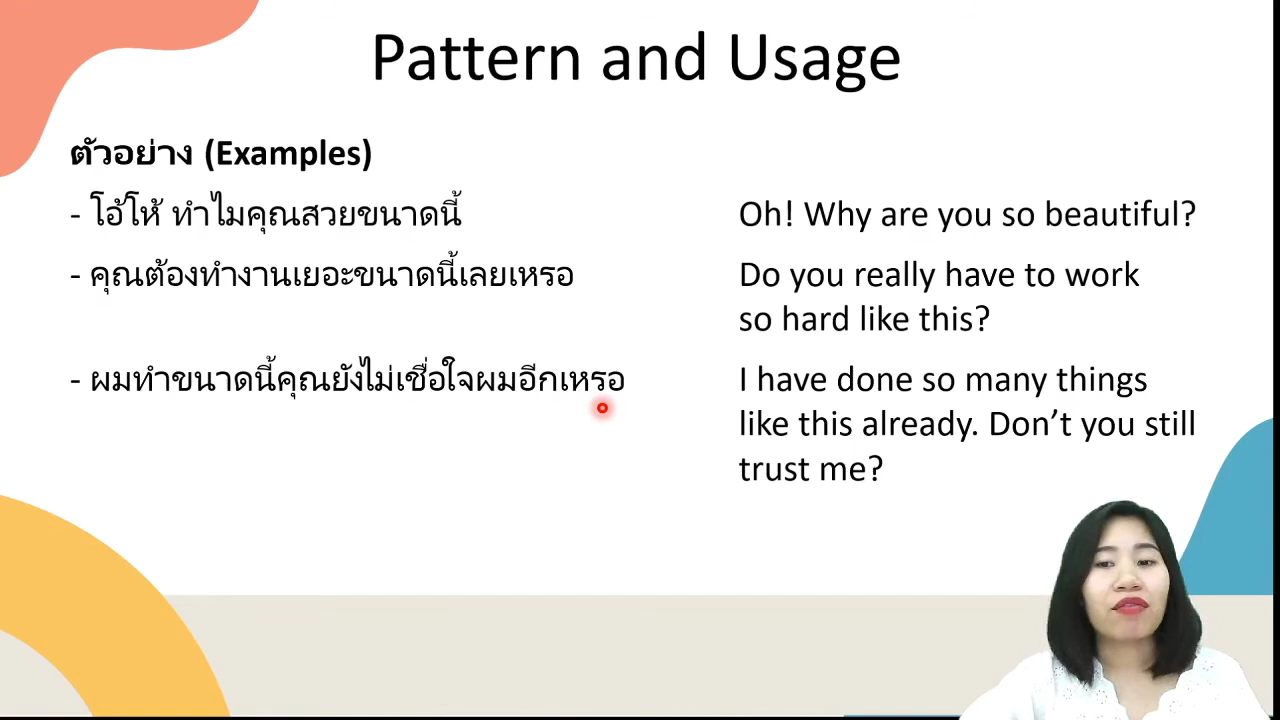 Pattern and Usage
ตัวอย่าง (Examples)
- โอ้โห้ ทำไมคุณสวยขนาดนี้
Oh! Why are you so beautiful?
- คุณต้องทำงานเยอะขนาดนี้เลยเหรอ
Do you really have to work
so hard like this?
- ผมทำขนาดนี้คุณยังไม่เชื่อใจผมอีกเหรอ
I have done so many things
like this already. Don’t you still
trust me?